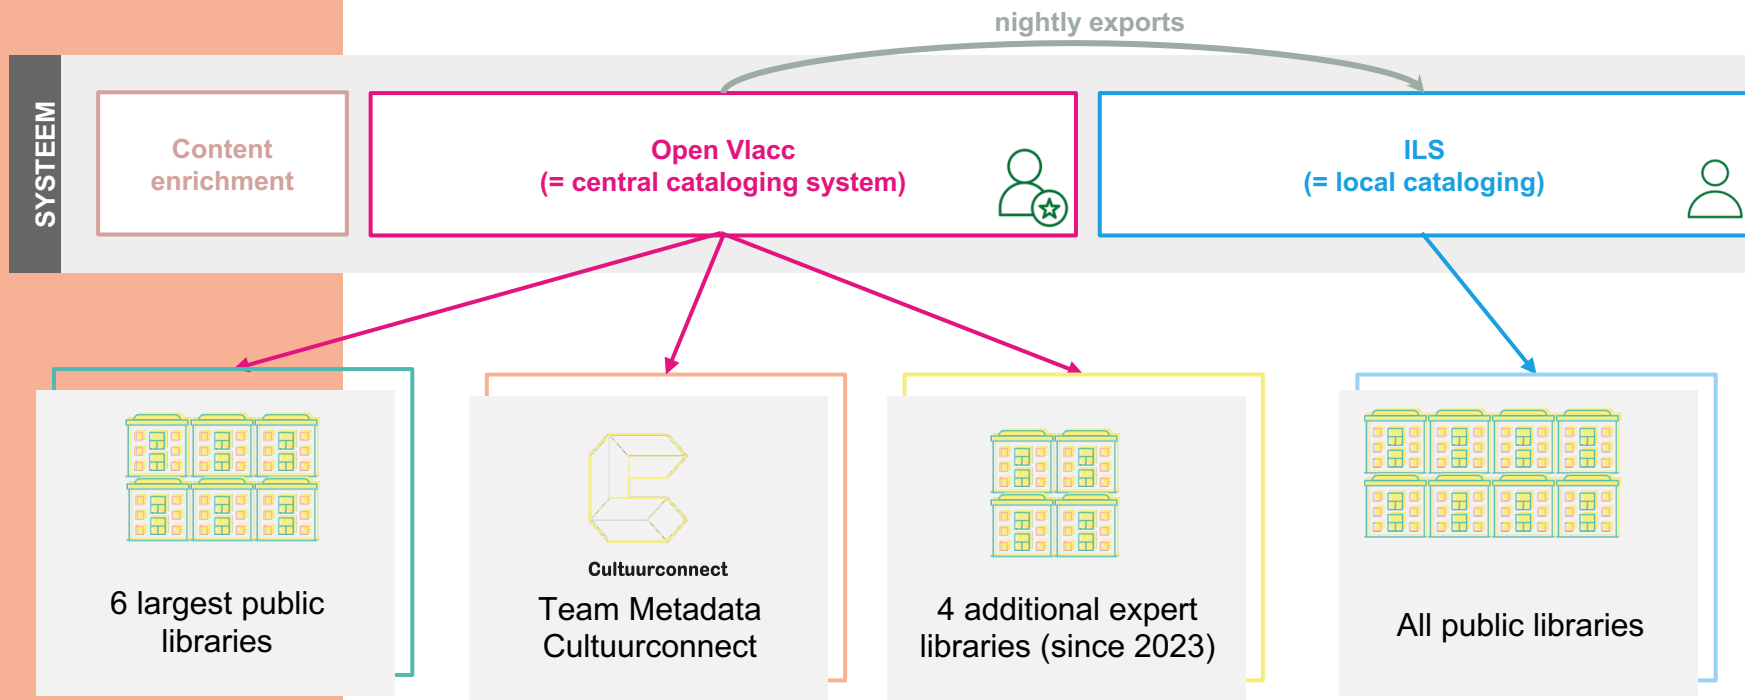 nightly exports
SYSTEEM
Content
enrichment
Open Vlacc
(= central cataloging system)
ILS
(= local cataloging)
6 largest public
libraries
Cultuurconnect
Team Metadata
Cultuurconnect
4 additional expert
libraries (since 2023)
All public libraries